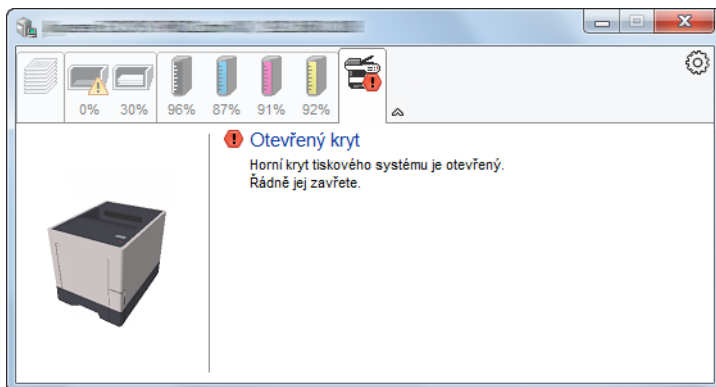 0% 30% 96% 87% 91% 92%
Otevřený kryt
Horní kryt tiskového systému je otevřený.
Řádně jej zavřete.